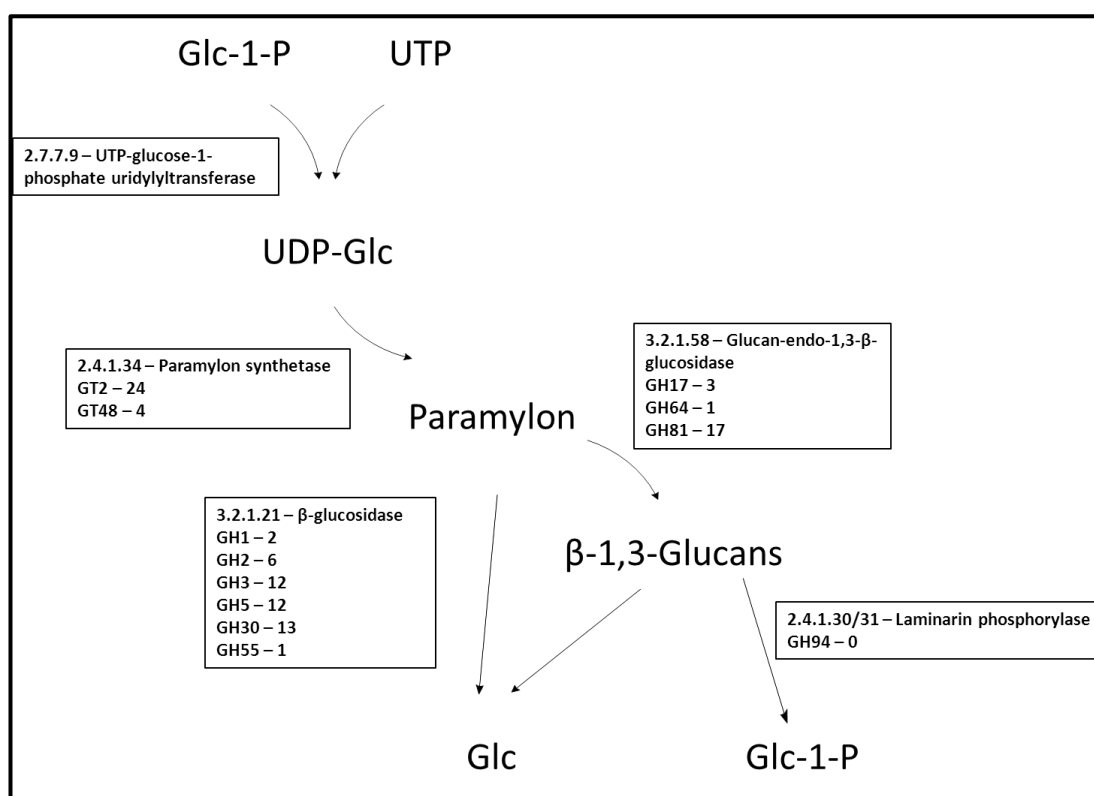 Glc-1-P UTP
2.7.7.9 – UTP-glucose-1-
phosphate uridylyltransferase
UDP-Glc
2.4.1.34 – Paramylon synthetase
GT2 – 24
GT48 – 4
3.2.1.58 – Glucan-endo-1,3-β-
glucosidase
GH17 – 3
GH64 – 1
GH81 – 17
Paramylon
3.2.1.21 – β-glucosidase
GH1 – 2
GH2 – 6
GH3 – 12
GH5 – 12
GH30 – 13
GH55 – 1
β-1,3-Glucans
2.4.1.30/31 – Laminarin phosphorylase
GH94 – 0
Glc Glc-1-P